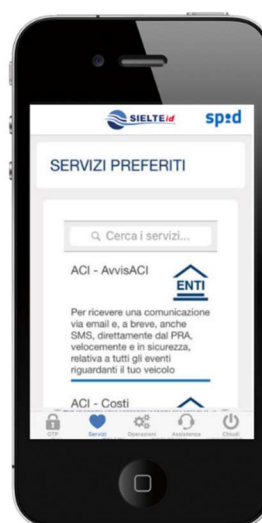 SIELTEid
spid
SERVIZI PREFERITI
Cerca i servizi...
ACI - AvvisACI
ENTI
Per ricevere una comunicazione
via email e, a breve, anche
SMS, direttamente dal PRA,
velocemente e in sicurezza,
relativa a tutti gli eventi
riguardanti il tuo veicolo
ACI - Costi
OTP
Servizi
Operazioni
Assistenza
Chiudi